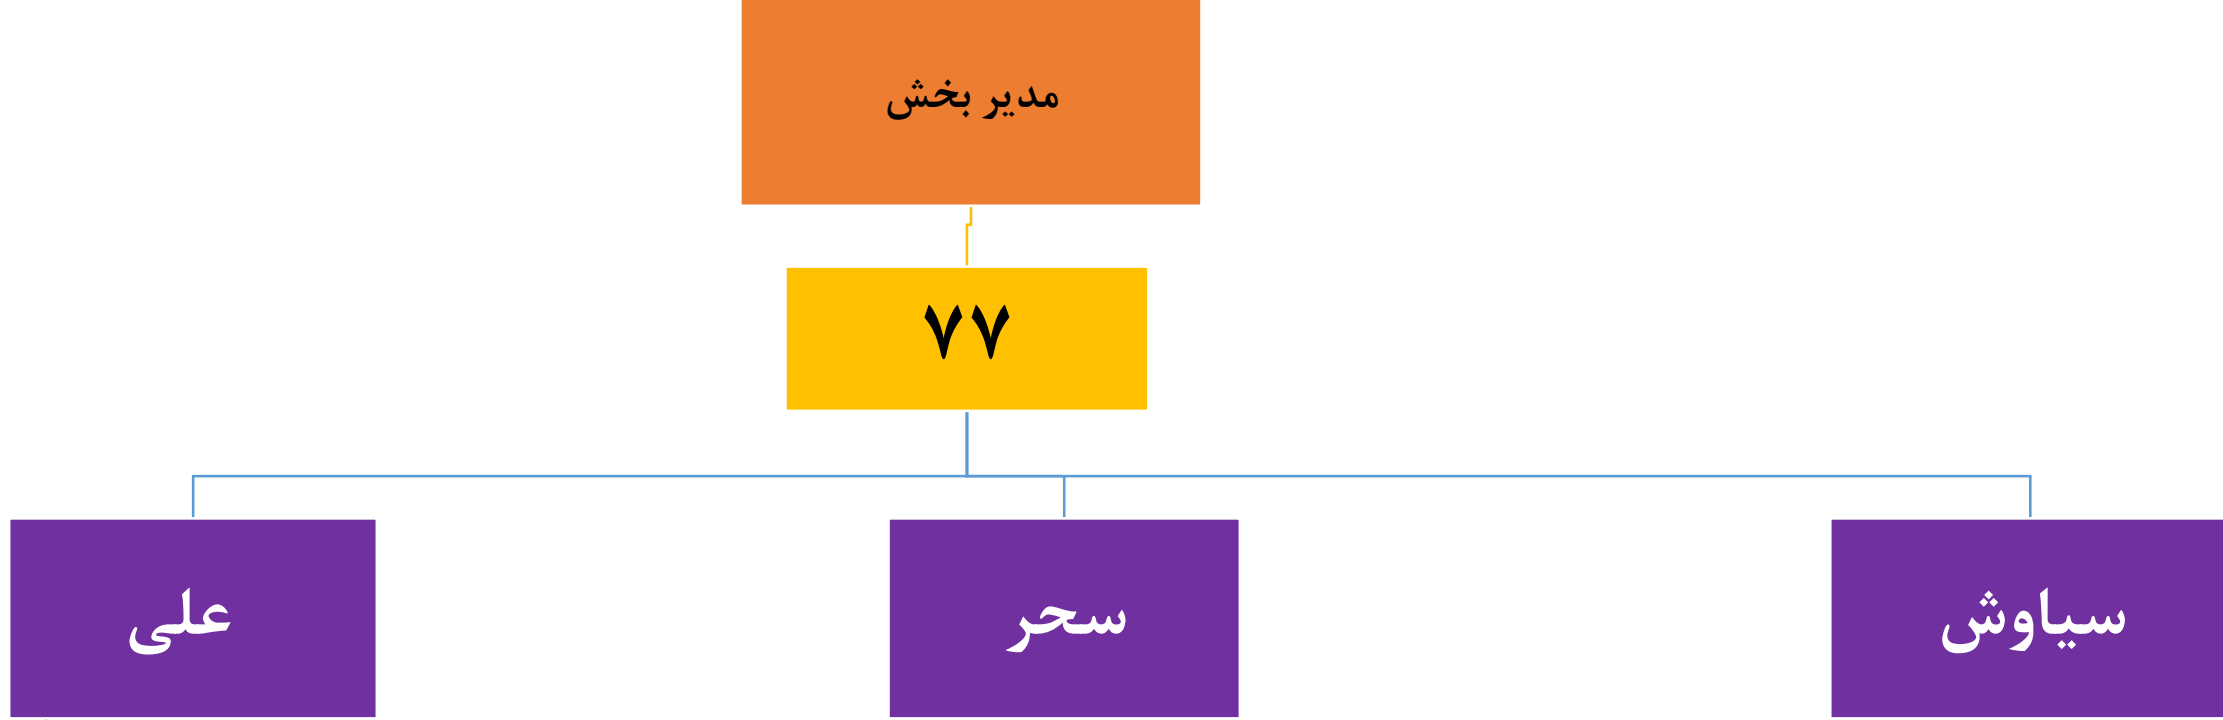 مدیر بخش
۷۷
سیاوش
سحر
علی